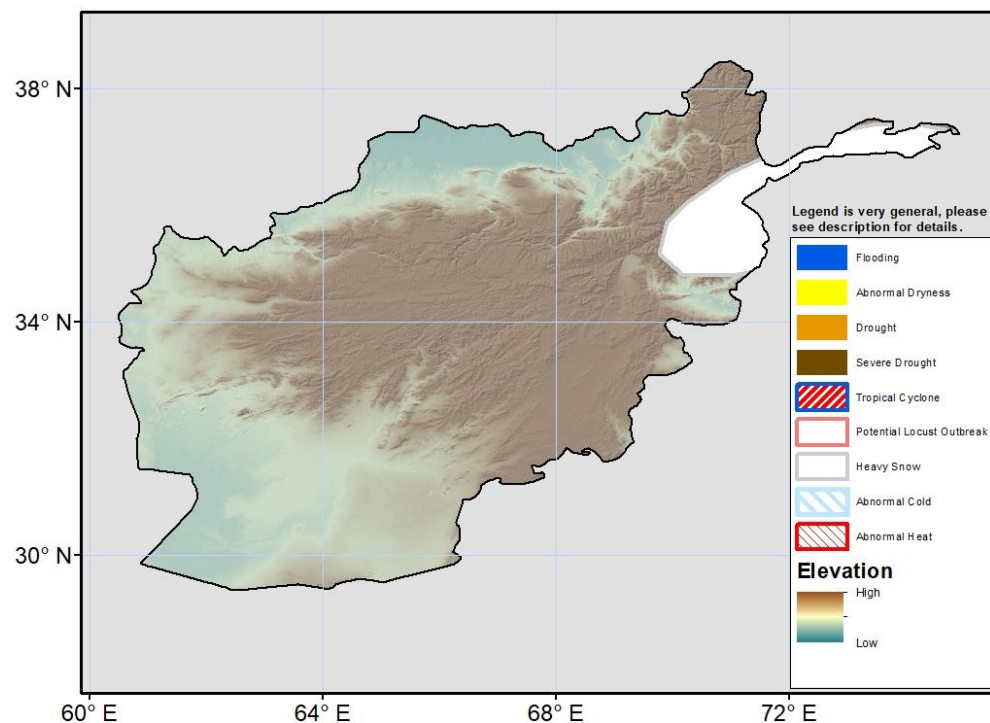 38° N
34° N
30° N
60° E
64° E
68° E
72° E
Legend is very general, please
see description for details.
Flooding
Abnormal Dryness
Drought
Severe Drought
Tropical Cyclone
Potential Locust Outbreak
Heavy Snow
Abnormal Cold
Abnormal Heat
Elevation
High
Low